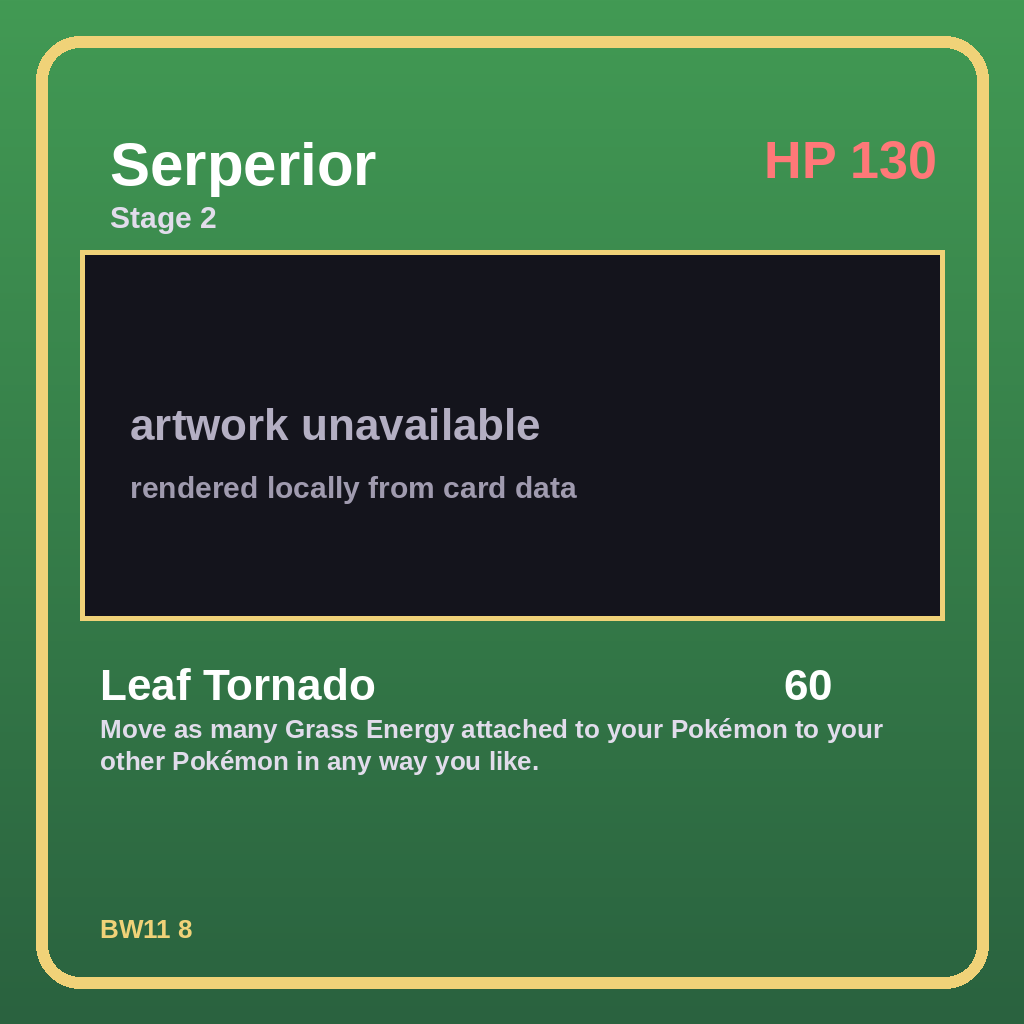 Serperior
HP 130
Stage 2
artwork unavailable
rendered locally from card data
Leaf Tornado
60
Move as many Grass Energy attached to your Pokémon to your
other Pokémon in any way you like.
BW11 8